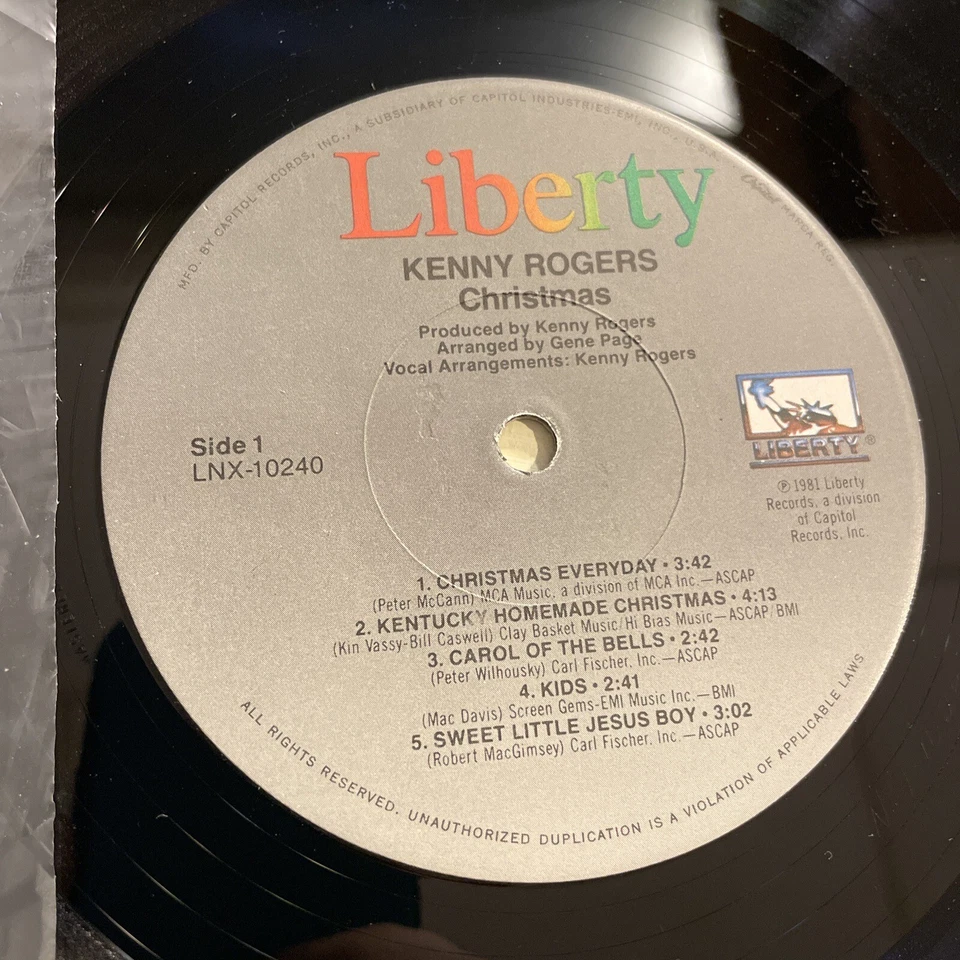 MFD. BY CAPITOL RECORDS, INC., A SUBSIDIARY OF CAPITOL INDUSTRIES-EMI, INC., U.S.A.
Liberty
KENNY ROGERS
Christmas
Produced by Kenny Rogers
Arranged by Gene Page
Vocal Arrangements: Kenny Rogers
Side 1
LNX-10240
LIBERTY®
℗ 1981 Liberty
Records, a division
of Capitol
Records, Inc.
1. CHRISTMAS EVERYDAY • 3:42
(Peter McCann) MCA Music, a division of MCA Inc.—ASCAP
2. KENTUCKY HOMEMADE CHRISTMAS • 4:13
(Kin Vassy-Bill Caswell) Clay Basket Music/Hi Bias Music—ASCAP/BMI
3. CAROL OF THE BELLS • 2:42
(Peter Wilhousky) Carl Fischer, Inc.—ASCAP
4. KIDS • 2:41
(Mac Davis) Screen Gems-EMI Music Inc.—BMI
5. SWEET LITTLE JESUS BOY • 3:02
(Robert MacGimsey) Carl Fischer, Inc.—ASCAP
ALL RIGHTS RESERVED. UNAUTHORIZED DUPLICATION IS A VIOLATION OF APPLICABLE LAWS